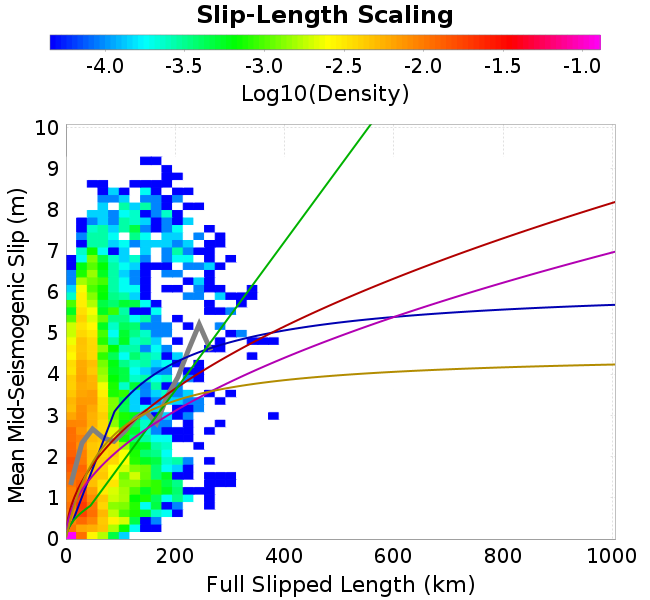 Slip-Length Scaling
-4.0 -3.5 -3.0 -2.5 -2.0 -1.5 -1.0
Log10(Density)
10
9
8
7
6
5
4
3
2
1
0
Mean Mid-Seismogenic Slip (m)
0 200 400 600 800 1000
Full Slipped Length (km)